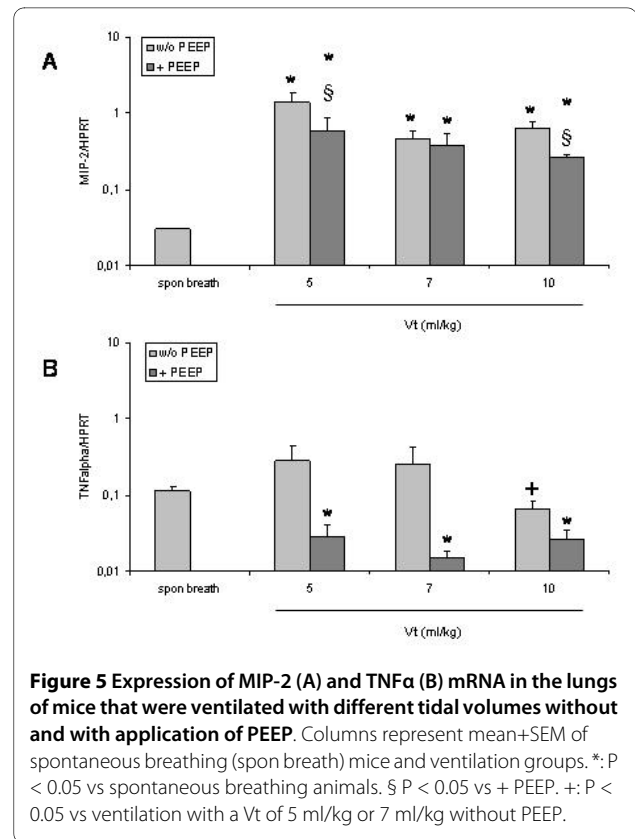 A
w/o PEEP
+ PEEP
MIP-2/HPRT
10
1
0,1
0,01
*
*
§
*
*
*
*
§
spon breath
5
7
10
Vt (ml/kg)
B
w/o PEEP
+ PEEP
TNFalpha/HPRT
10
1
0,1
0,01
*
*
+
*
spon breath
5
7
10
Vt (ml/kg)
Figure 5 Expression of MIP-2 (A) and TNFα (B) mRNA in the lungs
of mice that were ventilated with different tidal volumes without
and with application of PEEP. Columns represent mean+SEM of
spontaneous breathing (spon breath) mice and ventilation groups. *: P
< 0.05 vs spontaneous breathing animals. § P < 0.05 vs + PEEP. +: P <
0.05 vs ventilation with a Vt of 5 ml/kg or 7 ml/kg without PEEP.